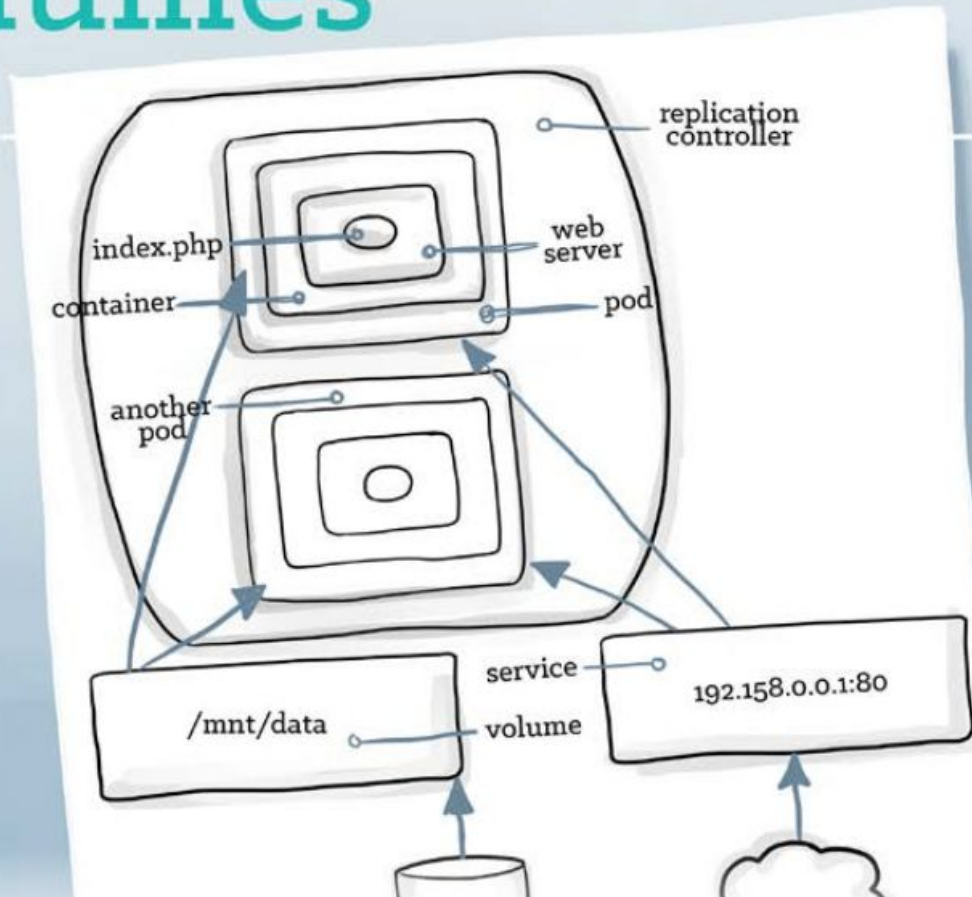 replication
controller
index.php
web
server
container
pod
another
pod
service
192.158.0.0.1:80
/mnt/data
volume